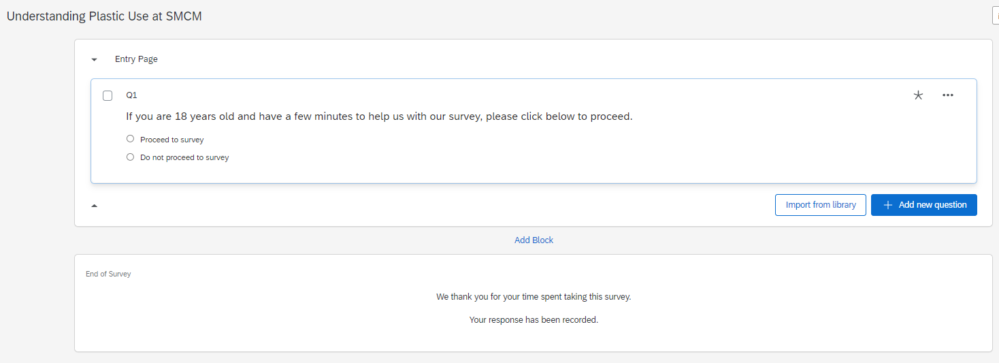 Understanding Plastic Use at SMCM
Entry Page
Q1
If you are 18 years old and have a few minutes to help us with our survey, please click below to proceed.
Proceed to survey
Do not proceed to survey
Import from library
Add new question
Add Block
End of Survey
We thank you for your time spent taking this survey.
Your response has been recorded.